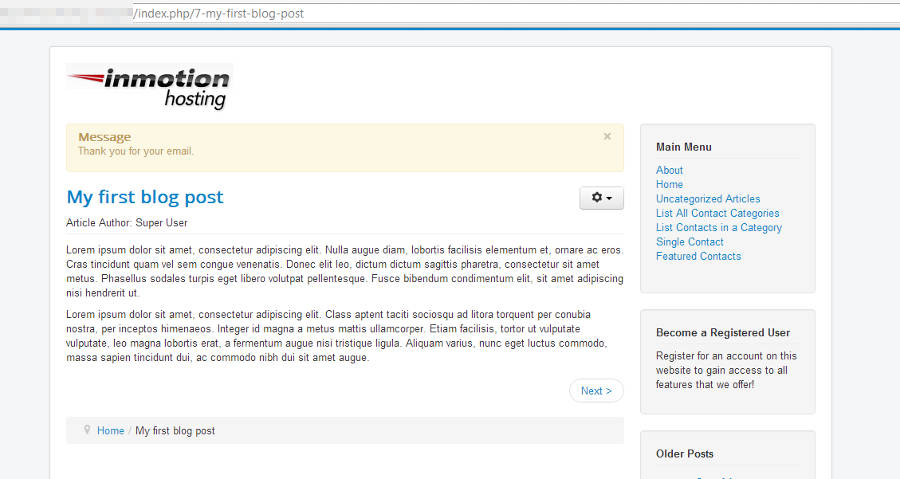 /index.php/7-my-first-blog-post
inmotion
hosting
Message
×
Thank you for your email.
My first blog post
Article Author: Super User
Lorem ipsum dolor sit amet, consectetur adipiscing elit. Nulla augue diam, lobortis facilisis elementum et, ornare ac eros.
Cras tincidunt quam vel sem congue venenatis. Donec elit leo, dictum dictum sagittis pharetra, consectetur sit amet
metus. Phasellus sodales turpis eget libero volutpat pellentesque. Fusce bibendum condimentum elit, sit amet adipiscing
nisi hendrerit ut.
Lorem ipsum dolor sit amet, consectetur adipiscing elit. Class aptent taciti sociosqu ad litora torquent per conubia
nostra, per inceptos himenaeos. Integer id magna a metus mattis ullamcorper. Etiam facilisis, tortor ut vulputate
vulputate, leo magna lobortis erat, a fermentum augue nisi tristique ligula. Aliquam varius, nunc eget luctus commodo,
massa sapien tincidunt dui, ac commodo nibh dui sit amet augue.
Next >
Home / My first blog post
Main Menu
About
Home
Uncategorized Articles
List All Contact Categories
List Contacts in a Category
Single Contact
Featured Contacts
Become a Registered User
Register for an account on this
website to gain access to all
features that we offer!
Older Posts